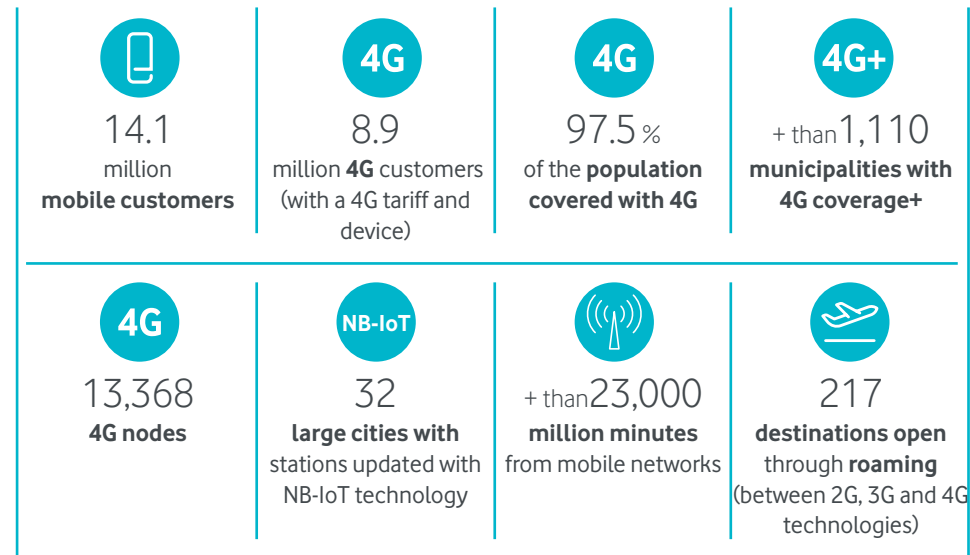 4G
4G
4G+
14.1
million
mobile customers
8.9
million 4G customers
(with a 4G tariff and
device)
97.5 %
of the population
covered with 4G
+ than 1,110
municipalities with
4G coverage+
4G
NB-IoT
13,368
4G nodes
32
large cities with
stations updated with
NB-IoT technology
+ than 23,000
million minutes
from mobile networks
217
destinations open
through roaming
(between 2G, 3G and 4G
technologies)